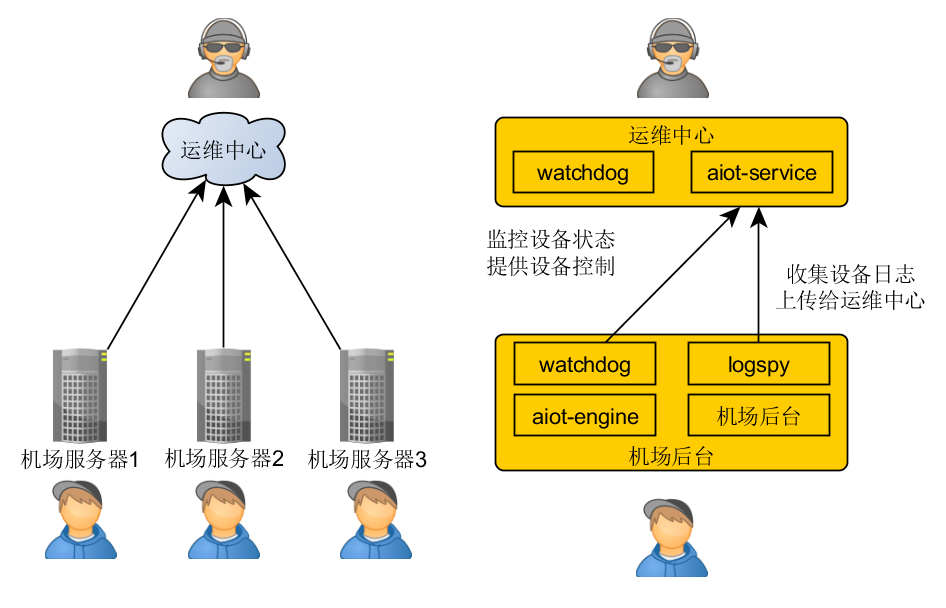 运维中心
机场服务器1
机场服务器2
机场服务器3
运维中心
watchdog
aiot-service
监控设备状态
提供设备控制
收集设备日志
上传给运维中心
watchdog
logspy
aiot-engine
机场后台
机场后台